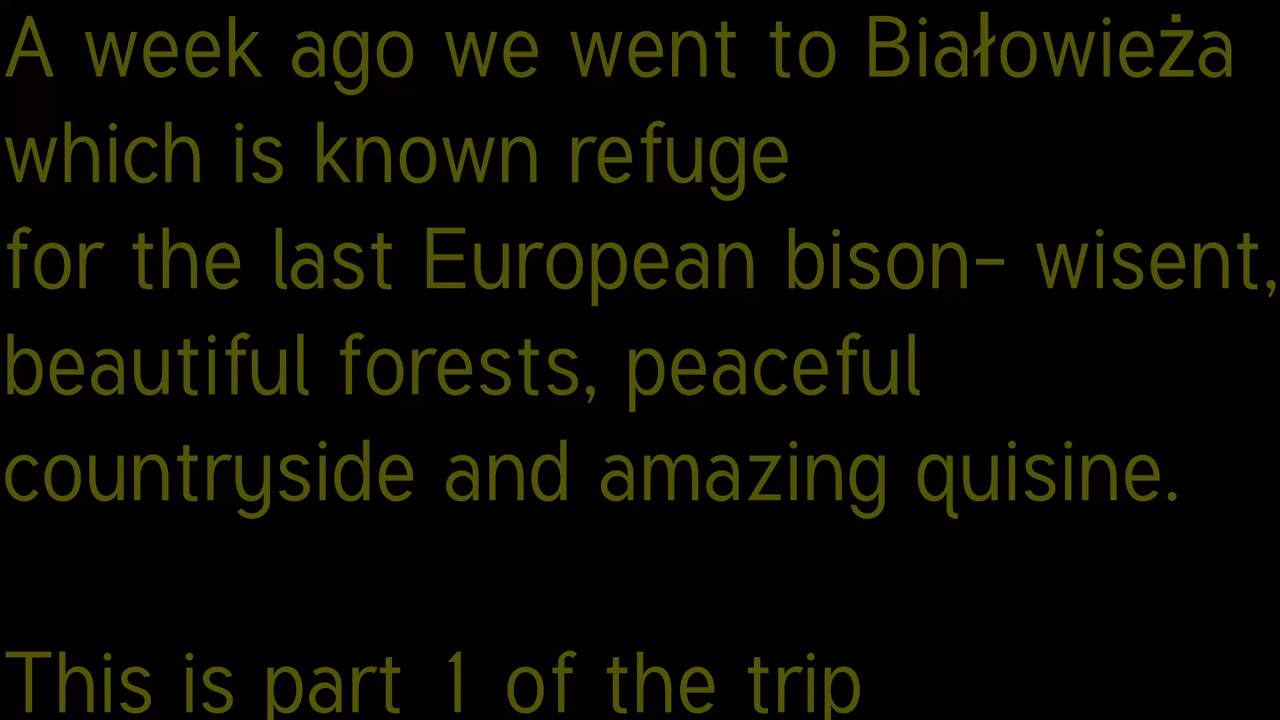 A week ago we went to Białowieża
which is known refuge
for the last European bison- wisent,
beautiful forests, peaceful
countryside and amazing quisine.
This is part 1 of the trip